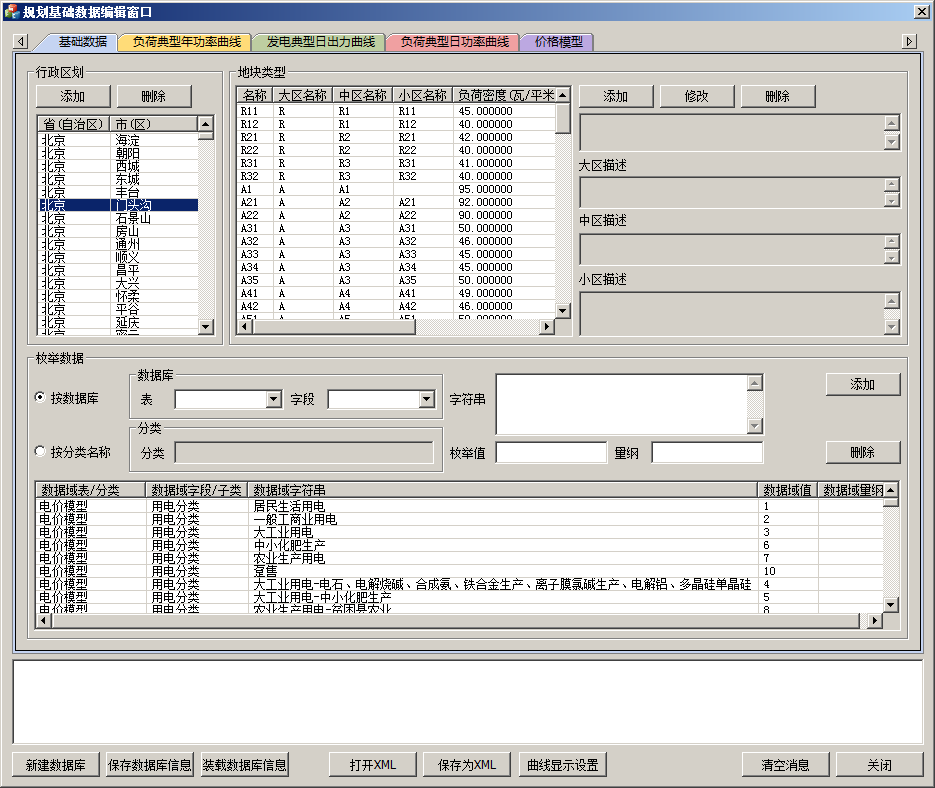 规划基础数据编辑窗口
基础数据 负荷典型年功率曲线 发电典型日出力曲线 负荷典型日功率曲线 价格模型
行政区划
添加 删除
省(自治区) 市(区)
北京 海淀
北京 朝阳
北京 西城
北京 东城
北京 丰台
北京 门头沟
北京 石景山
北京 房山
北京 通州
北京 顺义
北京 昌平
北京 大兴
北京 怀柔
北京 平谷
北京 延庆
北京 密云
地块类型
名称 大区名称 中区名称 小区名称 负荷密度(瓦/平米
R11 R R1 R11 45.000000
R12 R R1 R12 40.000000
R21 R R2 R21 42.000000
R22 R R2 R22 40.000000
R31 R R3 R31 41.000000
R32 R R3 R32 40.000000
A1 A A1 95.000000
A21 A A2 A21 92.000000
A22 A A2 A22 90.000000
A31 A A3 A31 50.000000
A32 A A3 A32 46.000000
A33 A A3 A33 45.000000
A34 A A3 A34 45.000000
A35 A A3 A35 50.000000
A41 A A4 A41 49.000000
A42 A A4 A42 46.000000
A51 A A5 A51 50.000000
添加 修改 删除
大区描述
中区描述
小区描述
枚举数据
按数据库
数据库
表 字段
字符串
添加
按分类名称
分类
分类
枚举值 量纲
删除
数据域表/分类 数据域字段/子类 数据域字符串 数据域值 数据域量纲
电价模型 用电分类 居民生活用电 1
电价模型 用电分类 一般工商业用电 2
电价模型 用电分类 大工业用电 3
电价模型 用电分类 中小化肥生产 6
电价模型 用电分类 农业生产用电 7
电价模型 用电分类 趸售 10
电价模型 用电分类 大工业用电-电石、电解烧碱、合成氨、铁合金生产、离子膜氯碱生产、电解铝、多晶硅单晶硅 4
电价模型 用电分类 大工业用电-中小化肥生产 5
电价模型 用电分类 农业生产用电-贫困县农业 8
新建数据库 保存数据库信息 装载数据库信息 打开XML 保存为XML 曲线显示设置 清空消息 关闭